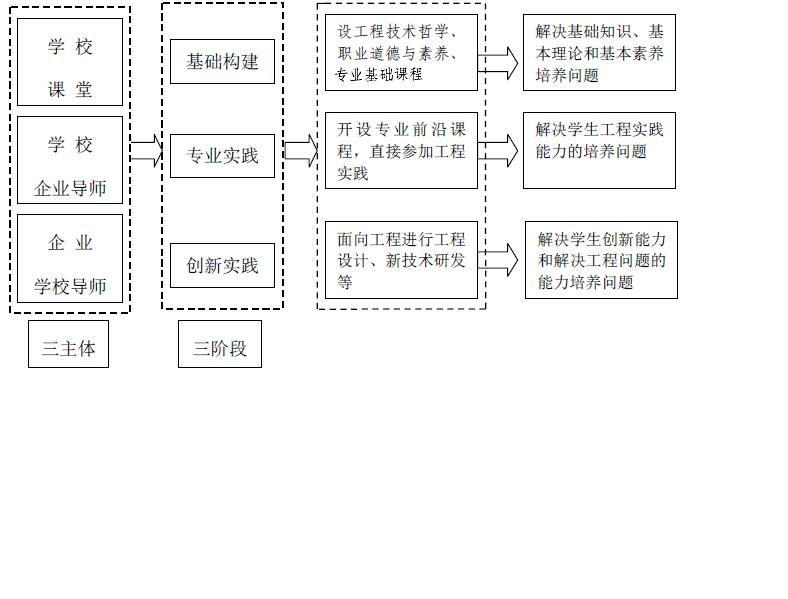 学 校
课 堂
学 校
企业导师
企 业
学校导师
三主体
基础构建
专业实践
创新实践
三阶段
设工程技术哲学、
职业道德与素养、
专业基础课程
开设专业前沿课
程，直接参加工程
实践
面向工程进行工程
设计、新技术研发
等
解决基础知识、基
本理论和基本素养
培养问题
解决学生工程实践
能力的培养问题
解决学生创新能力
和解决工程问题的
能力培养问题